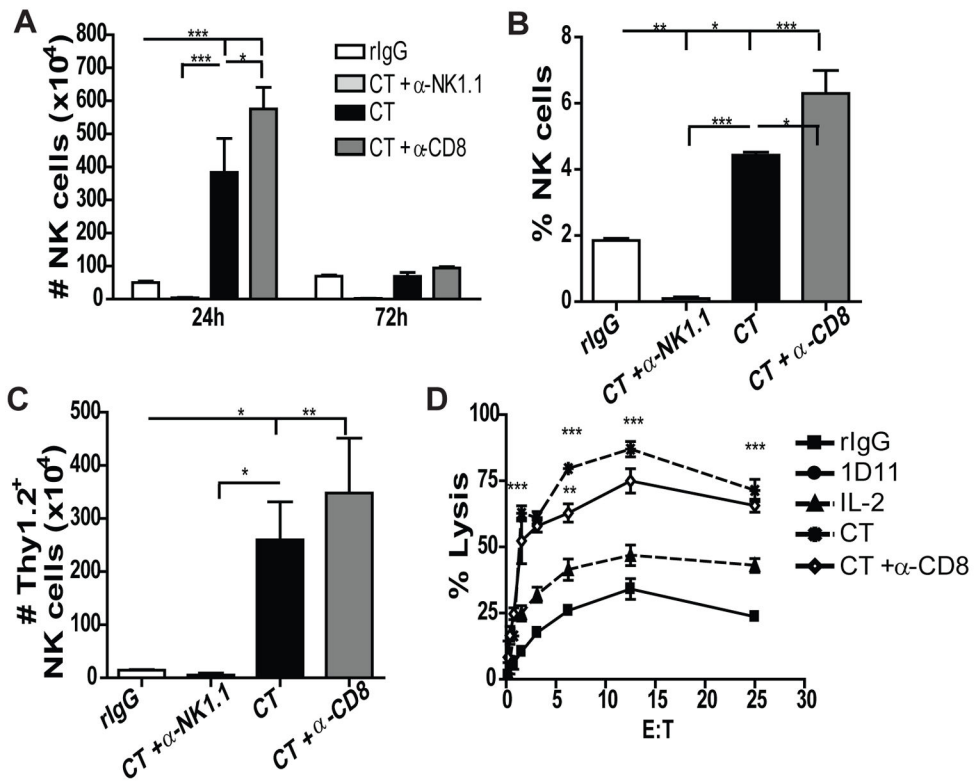 A
# NK cells (x10⁴)
800
700
600
500
400
300
200
100
0
***
*** *
rIgG
CT +α-NK1.1
CT
CT +α-CD8
24h 72h
B
% NK cells
8
6
4
2
0
** * ***
*** *
rIgG
CT +α-NK1.1
CT
CT +α-CD8
C
# Thy1.2⁺
NK cells (x10⁴)
500
400
300
200
100
0
* **
*
rIgG
CT +α-NK1.1
CT
CT +α-CD8
D
% Lysis
100
75
50
25
0
*** *** *** ***
**
0 5 10 15 20 25 30
E:T
rIgG
1D11
IL-2
CT
CT +α-CD8